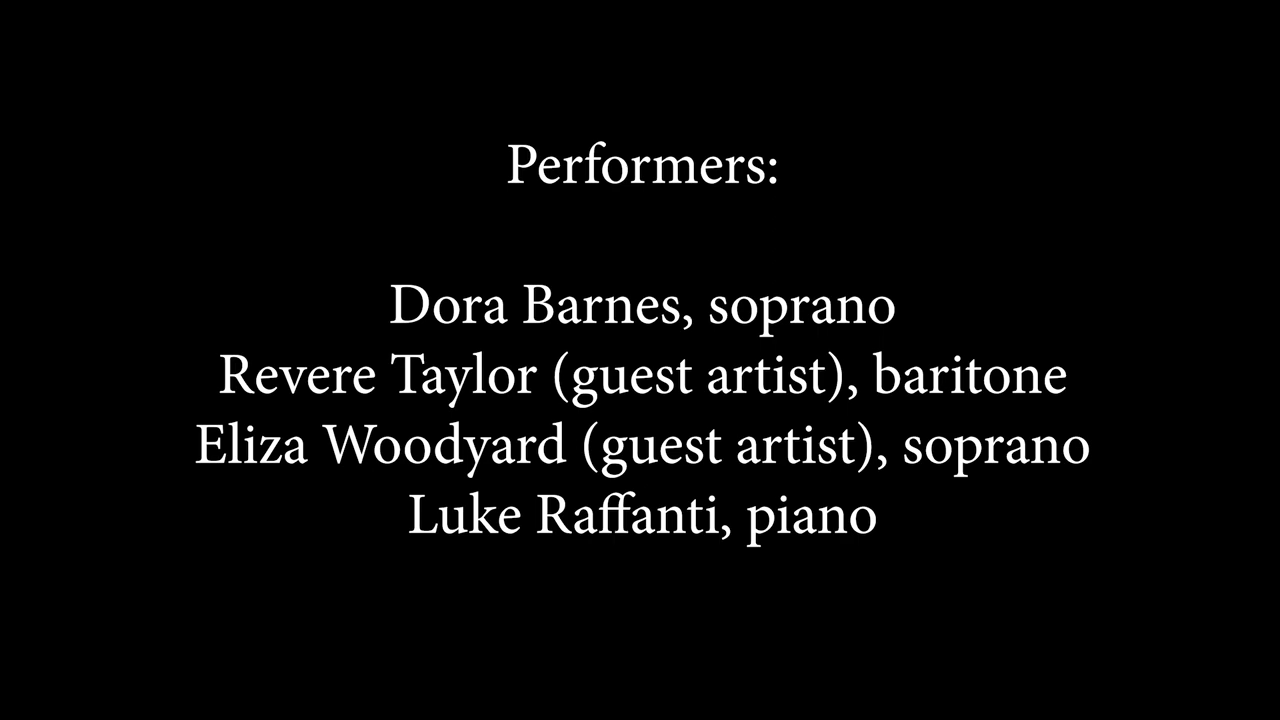 Performers:
Dora Barnes, soprano
Revere Taylor (guest artist), baritone
Eliza Woodyard (guest artist), soprano
Luke Raffanti, piano